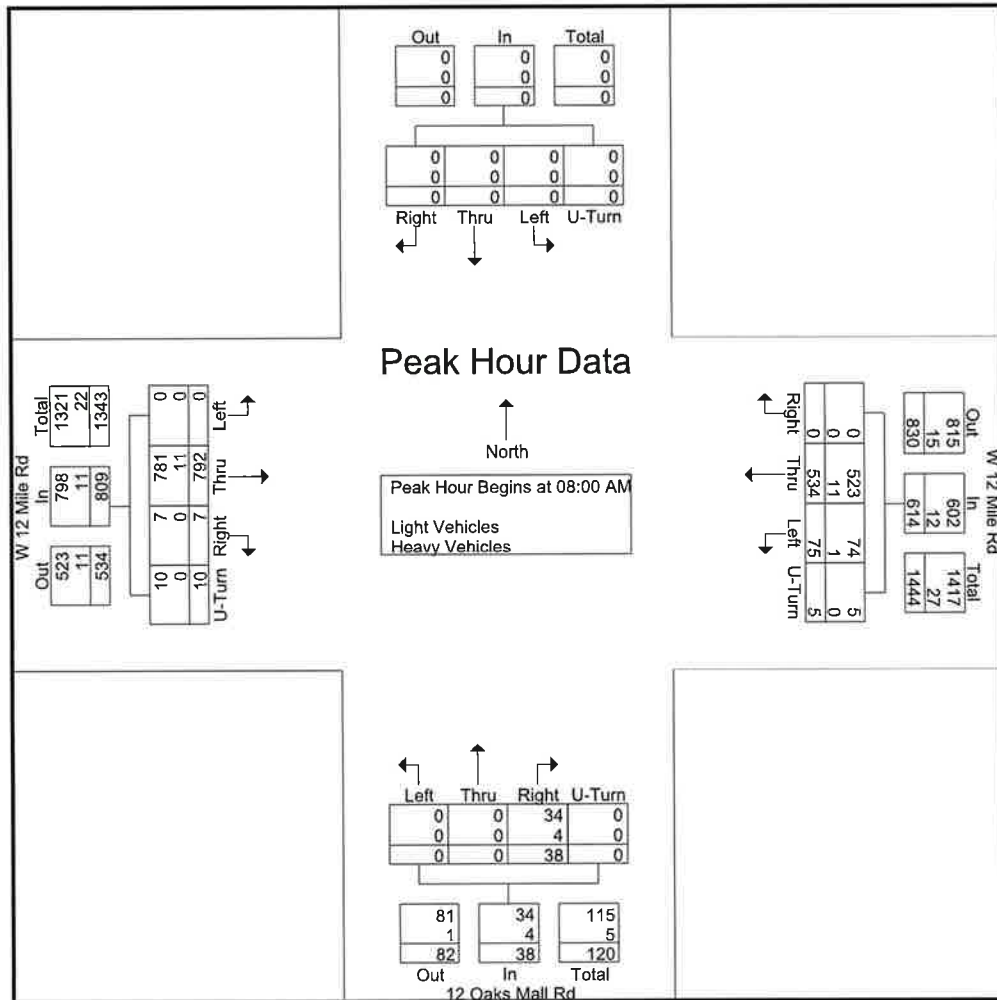 Out In Total
0 0 0
0 0 0
0 0 0
0 0 0 0
0 0 0 0
0 0 0 0
Right Thru Left U-Turn
Peak Hour Data
North
Peak Hour Begins at 08:00 AM
Light Vehicles
Heavy Vehicles
W 12 Mile Rd
Total In Out
1321 798 523
22 11 11
1343 809 534
0 781 7 10
0 11 0 0
0 792 7 10
Left Thru Right U-Turn
Right Thru Left U-Turn
0 523 74 5
0 11 1 0
0 534 75 5
Out In Total
815 602 1417
15 12 27
830 614 1444
W 12 Mile Rd
Left Thru Right U-Turn
0 0 34 0
0 0 4 0
0 0 38 0
81 34 115
1 4 5
82 38 120
Out In Total
12 Oaks Mall Rd